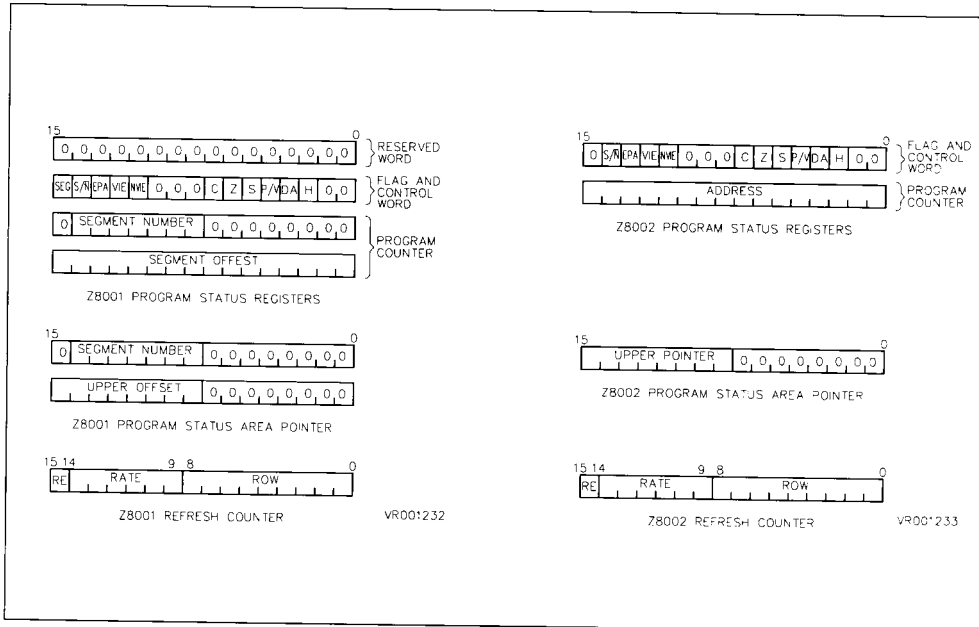 15 0
0 0 0 0 0 0 0 0 0 0 0 0 0 0 0 0 RESERVED WORD
SEG S/N̅ EPA VIE NVIE 0 0 0 C Z S P/V DA H 0 0 FLAG AND CONTROL WORD
0 SEGMENT NUMBER 0 0 0 0 0 0 0 0
SEGMENT OFFEST
PROGRAM COUNTER
Z8001 PROGRAM STATUS REGISTERS
15 0
0 SEGMENT NUMBER 0 0 0 0 0 0 0 0
UPPER OFFSET 0 0 0 0 0 0 0 0
Z8001 PROGRAM STATUS AREA POINTER
15 14 9 8 0
RE RATE ROW
Z8001 REFRESH COUNTER VR001232
15 0
0 S/N̅ EPA VIE NVIE 0 0 0 C Z S P/V DA H 0 0 FLAG AND CONTROL WORD
ADDRESS PROGRAM COUNTER
Z8002 PROGRAM STATUS REGISTERS
15 0
UPPER POINTER 0 0 0 0 0 0 0 0
Z8002 PROGRAM STATUS AREA POINTER
15 14 9 8 0
RE RATE ROW
Z8002 REFRESH COUNTER VR001233